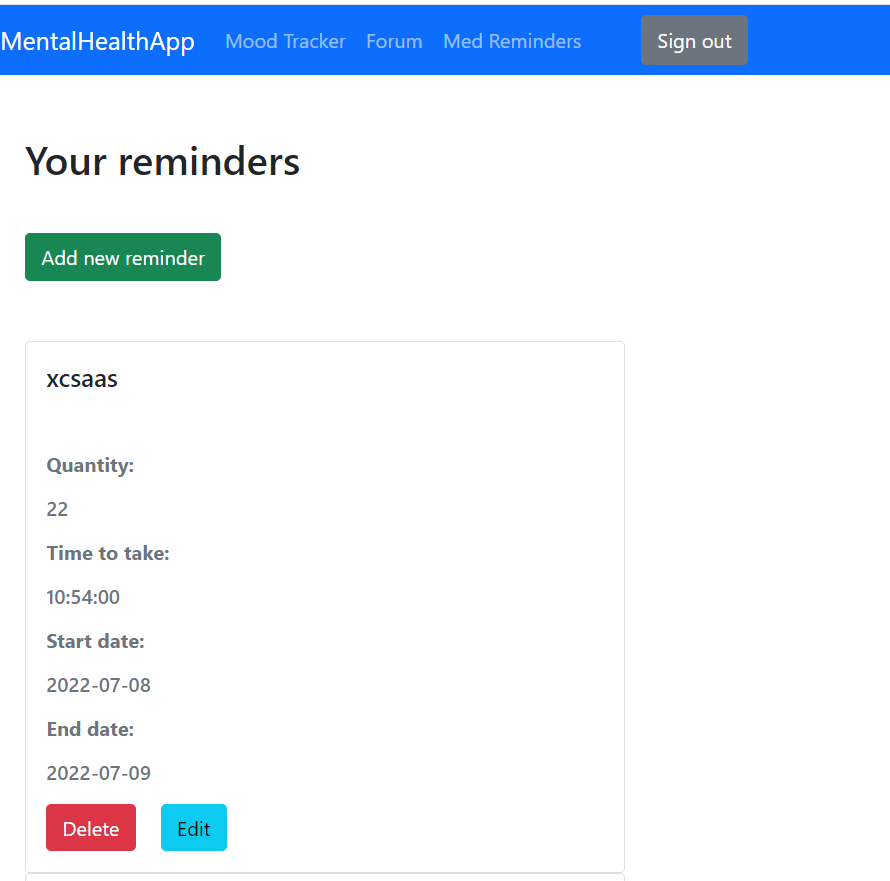 MentalHealthApp Mood Tracker Forum Med Reminders Sign out
Your reminders
Add new reminder
xcsaas
Quantity:
22
Time to take:
10:54:00
Start date:
2022-07-08
End date:
2022-07-09
Delete Edit